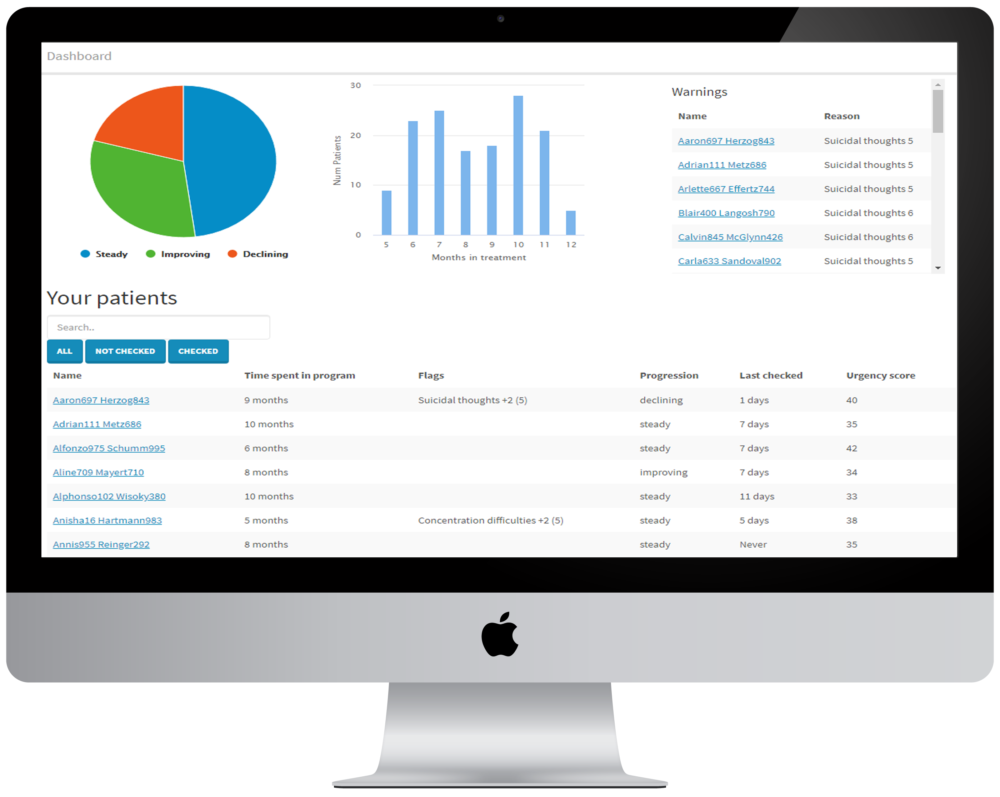 Dashboard
Steady Improving Declining
30
20
10
0
Num Patients
5 6 7 8 9 10 11 12
Months in treatment
Warnings
Name Reason
Aaron697 Herzog843 Suicidal thoughts 5
Adrian111 Metz686 Suicidal thoughts 5
Arlette667 Effertz744 Suicidal thoughts 5
Blair400 Langosh790 Suicidal thoughts 6
Calvin845 McGlynn426 Suicidal thoughts 6
Carla633 Sandoval902 Suicidal thoughts 5
Your patients
Search..
ALL NOT CHECKED CHECKED
Name Time spent in program Flags Progression Last checked Urgency score
Aaron697 Herzog843 9 months Suicidal thoughts +2 (5) declining 1 days 40
Adrian111 Metz686 10 months steady 7 days 35
Alfonzo975 Schumm995 6 months steady 7 days 42
Aline709 Mayert710 8 months improving 7 days 34
Alphonso102 Wisoky380 10 months steady 11 days 33
Anisha16 Hartmann983 5 months Concentration difficulties +2 (5) steady 5 days 38
Annis955 Reinger292 8 months steady Never 35